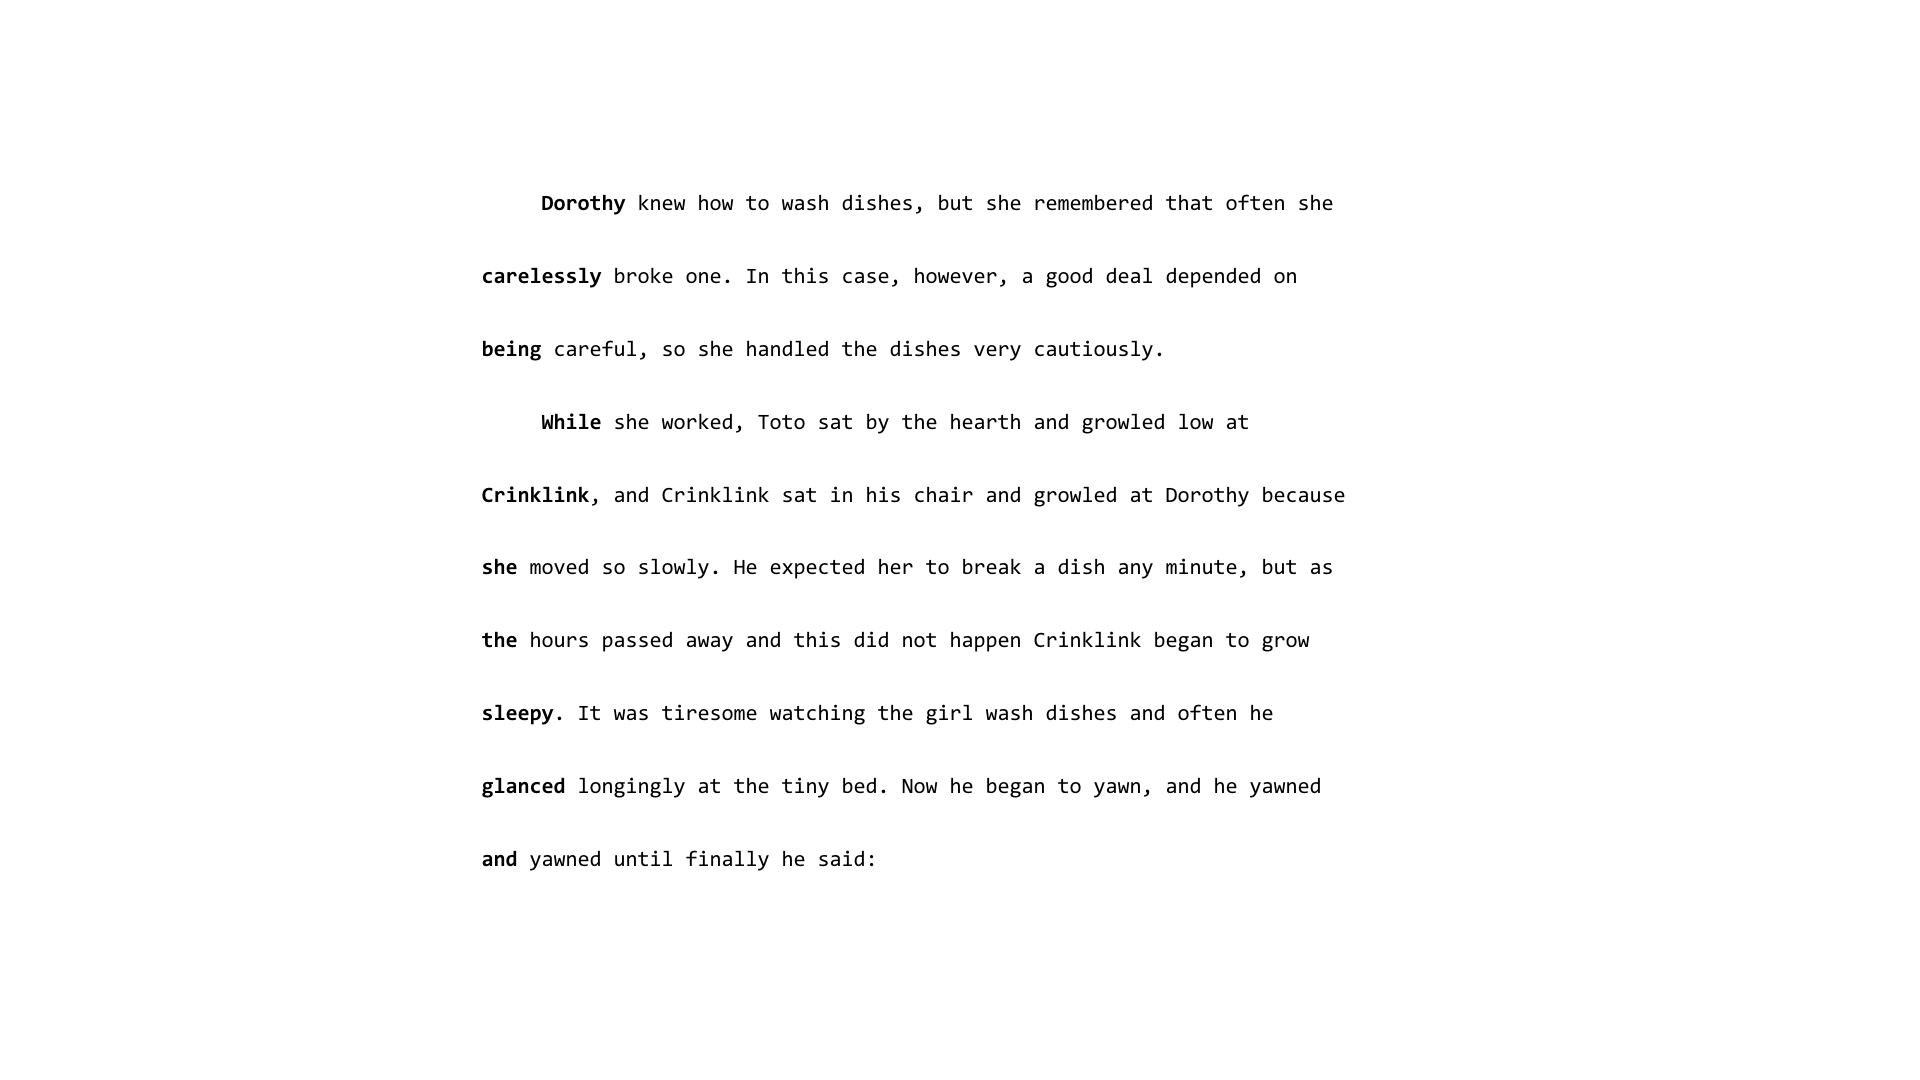 Dorothy knew how to wash dishes, but she remembered that often she
carelessly broke one. In this case, however, a good deal depended on
being careful, so she handled the dishes very cautiously.
While she worked, Toto sat by the hearth and growled low at
Crinklink, and Crinklink sat in his chair and growled at Dorothy because
she moved so slowly. He expected her to break a dish any minute, but as
the hours passed away and this did not happen Crinklink began to grow
sleepy. It was tiresome watching the girl wash dishes and often he
glanced longingly at the tiny bed. Now he began to yawn, and he yawned
and yawned until finally he said: